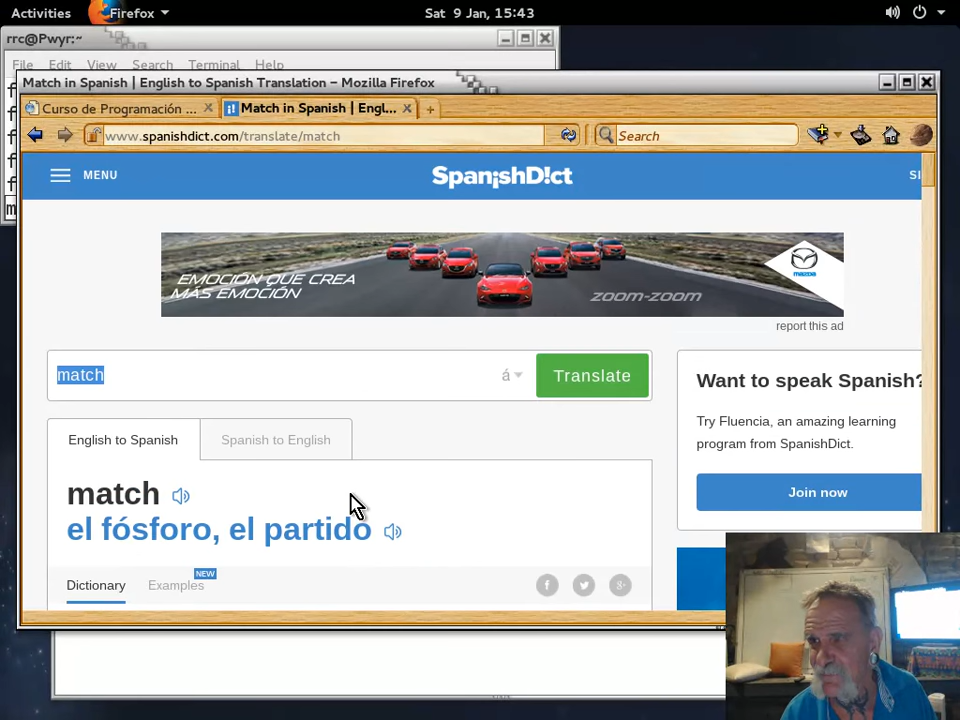 Activities Firefox Sat 9 Jan, 15:43
rrc@Pwyr:~
File Edit View Search Terminal Help
Match in Spanish | English to Spanish Translation – Mozilla Firefox
Curso de Programación ... Match in Spanish | Engl...
www.spanishdict.com/translate/match Search
MENU SpanishD!ct SI
EMOCIÓN QUE CREA
MÁS EMOCIÓN
zoom-zoom
mazda
report this ad
match á Translate
Want to speak Spanish?
Try Fluencia, an amazing learning
program from SpanishDict.
Join now
English to Spanish Spanish to English
match
el fósforo, el partido
NEW
Dictionary Examples